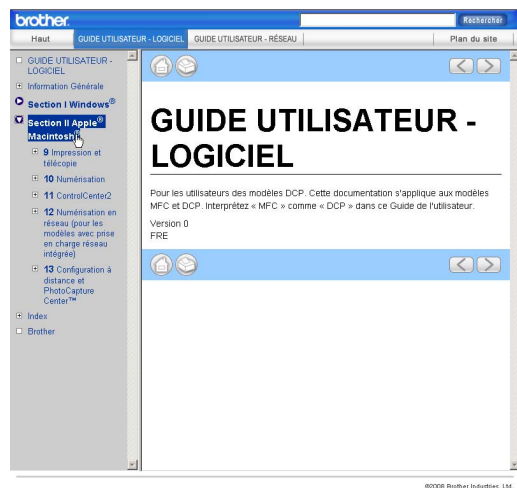 brother
Rechercher
Haut
GUIDE UTILISATEUR - LOGICIEL
GUIDE UTILISATEUR - RÉSEAU
Plan du site
GUIDE UTILISATEUR -
LOGICIEL
Information Générale
Section I Windows®
Section II Apple®
Macintosh®
9 Impression et
télécopie
10 Numérisation
11 ControlCenter2
12 Numérisation en
réseau (pour les
modèles avec prise
en charge réseau
intégrée)
13 Configuration à
distance et
PhotoCapture
Center™
Index
Brother
GUIDE UTILISATEUR -
LOGICIEL
Pour les utilisateurs des modèles DCP. Cette documentation s'applique aux modèles
MFC et DCP. Interprétez « MFC » comme « DCP » dans ce Guide de l'utilisateur.
Version 0
FRE
©2008 Brother Industries, Ltd.